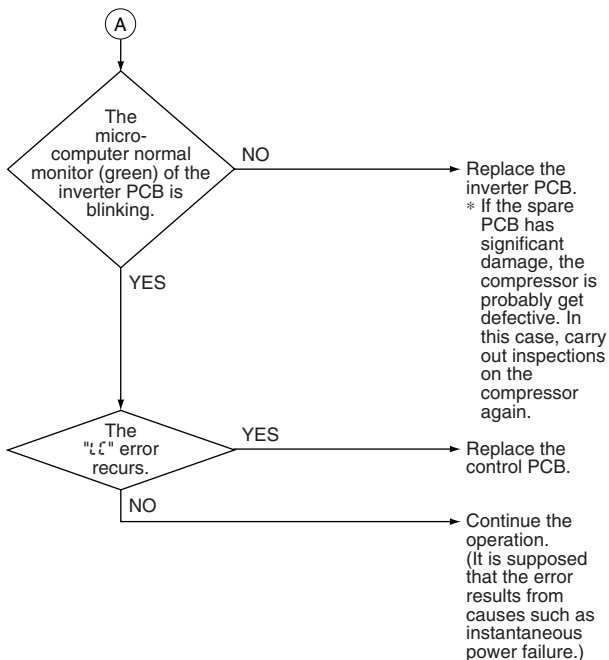 A
The
micro-
computer normal
monitor (green) of the
inverter PCB is
blinking.
NO
Replace the
inverter PCB.
* If the spare
PCB has
significant
damage, the
compressor is
probably get
defective. In
this case, carry
out inspections
on the
compressor
again.
YES
The
"LC" error
recurs.
YES
Replace the
control PCB.
NO
Continue the
operation.
(It is supposed
that the error
results from
causes such as
instantaneous
power failure.)